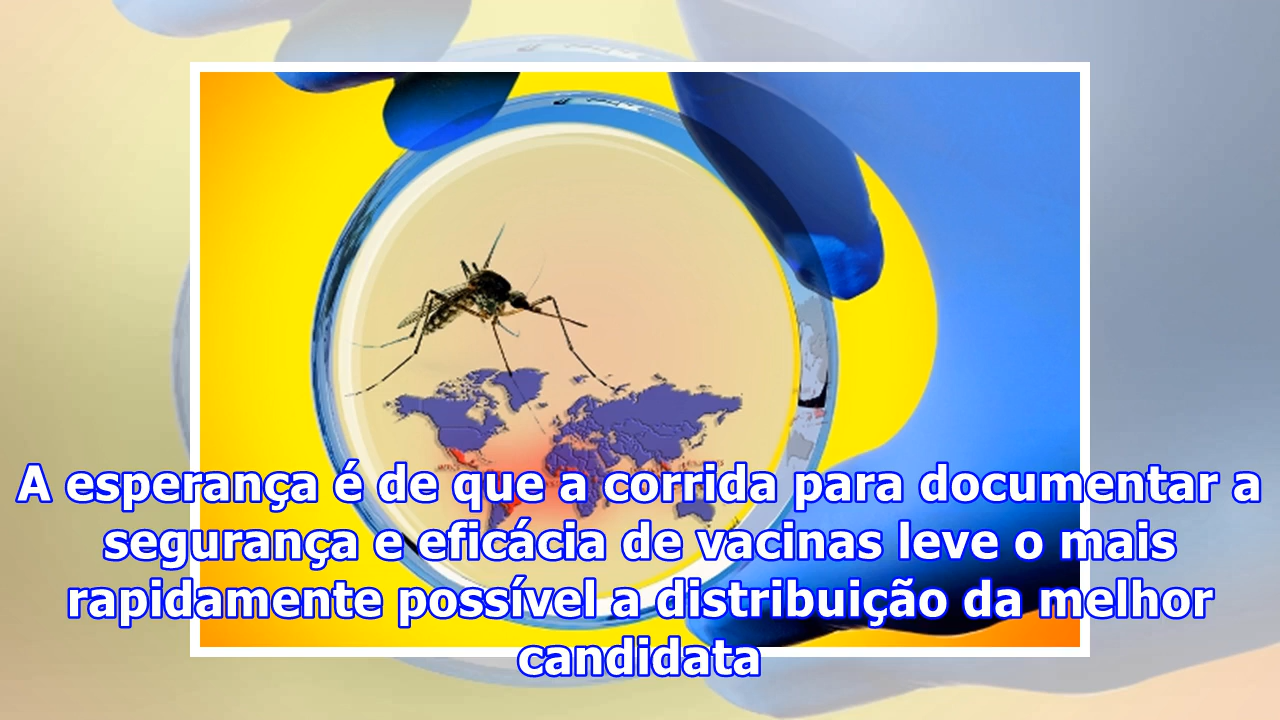 A esperança é de que a corrida para documentar a
segurança e eficácia de vacinas leve o mais
rapidamente possível a distribuição da melhor
candidata